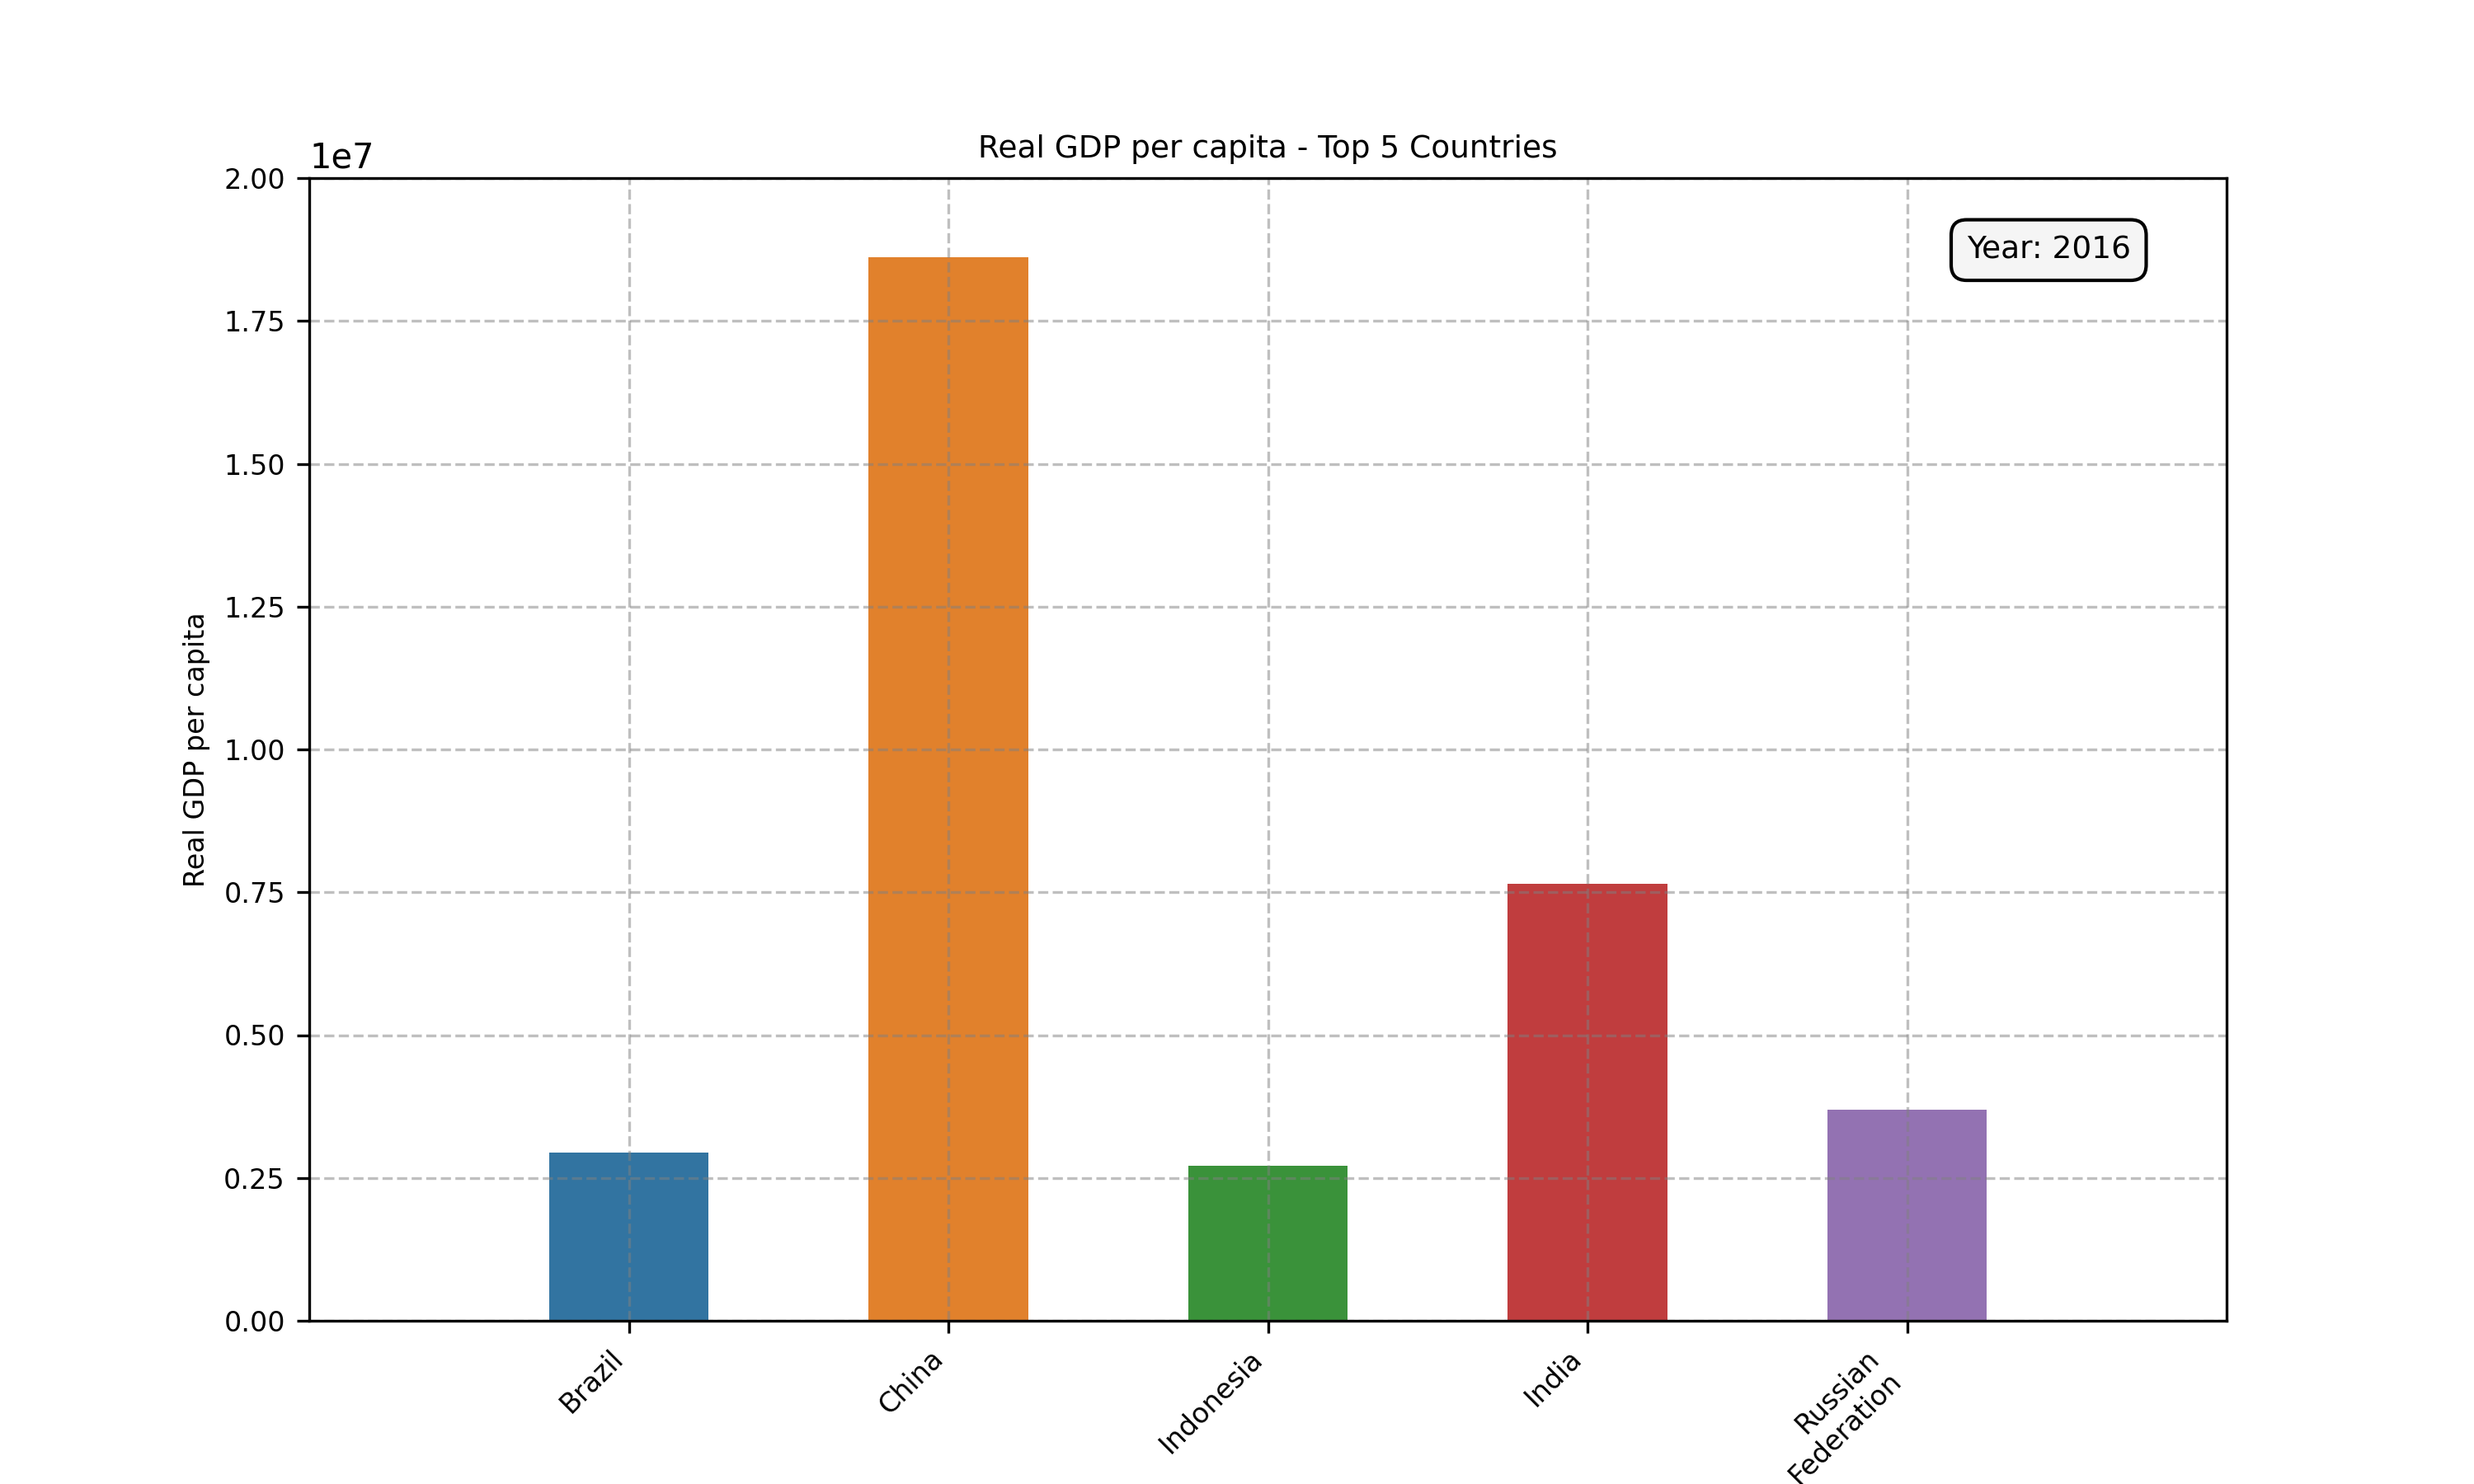 Real GDP per capita - Top 5 Countries
1e7
2.00
1.75
1.50
1.25
1.00
0.75
0.50
0.25
0.00
Real GDP per capita
Year: 2016
Brazil
China
Indonesia
India
Russian
Federation